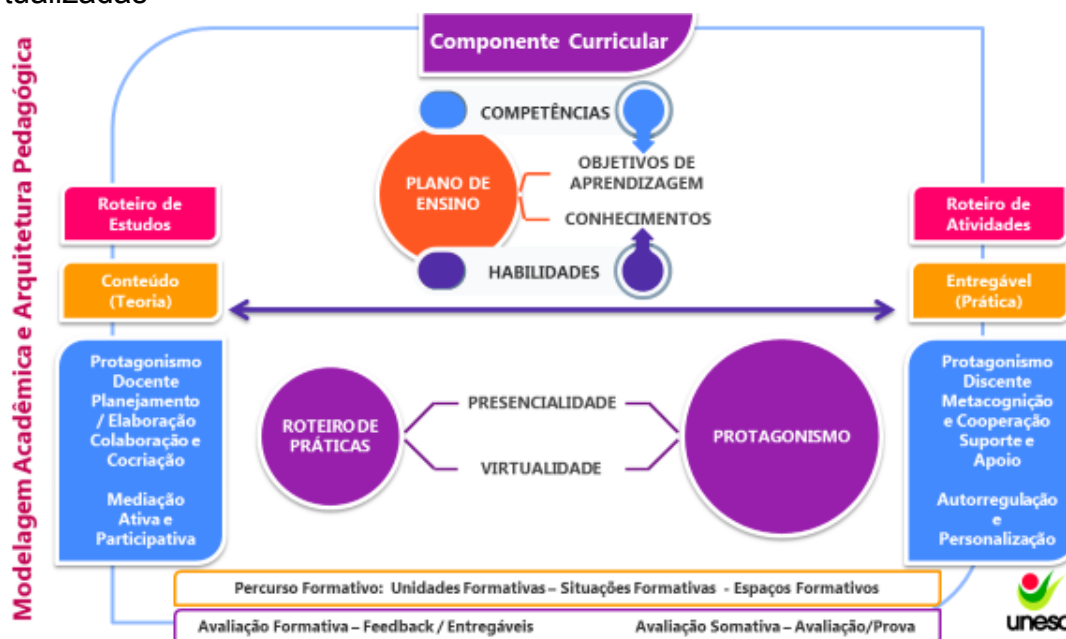 tualizadas
Modelagem Acadêmica e Arquitetura Pedagógica
Componente Curricular
COMPETÊNCIAS
PLANO DE
ENSINO
OBJETIVOS DE
APRENDIZAGEM
CONHECIMENTOS
HABILIDADES
Roteiro de
Estudos
Conteúdo
(Teoria)
Protagonismo
Docente
Planejamento
/ Elaboração
Colaboração e
Cocriação
Mediação
Ativa e
Participativa
ROTEIRO DE
PRÁTICAS
PRESENCIALIDADE
VIRTUALIDADE
PROTAGONISMO
Roteiro de
Atividades
Entregável
(Prática)
Protagonismo
Discente
Metacognição
e Cooperação
Suporte e
Apoio
Autorregulação
e
Personalização
Percurso Formativo: Unidades Formativas – Situações Formativas - Espaços Formativos
Avaliação Formativa – Feedback / Entregáveis Avaliação Somativa – Avaliação/Prova
unesc